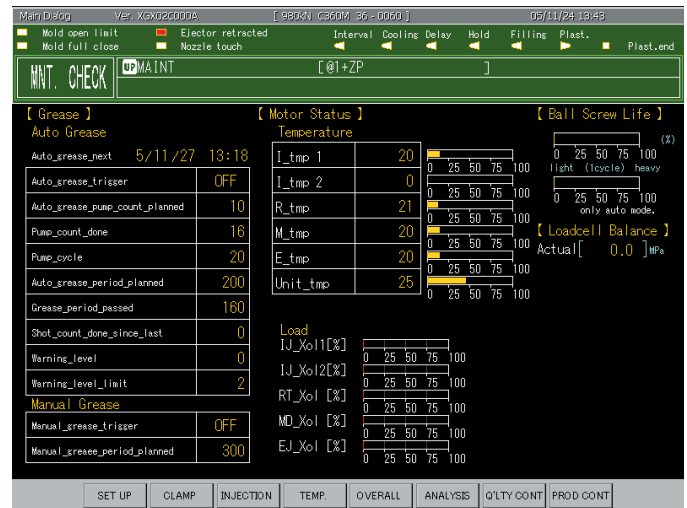 Main Dialog Ver. XGX02C000A [ 980kN C360M 36 - 0060 ] 05/11/24 13:43
Mold open limit Ejector retracted Interval Cooling Delay Hold Filling Plast.
Mold full close Nozzle touch Plast.end
MNT. CHECK UP MAINT [ @1+ZP ]
【 Grease 】 【 Motor Status 】 【 Ball Screw Life 】
Auto Grease Temperature
(%)
Auto_grease_next 5/11/27 13:18
0 25 50 75 100
light (1cycle) heavy
I_tmp 1 20
0 25 50 75 100
Auto_grease_trigger OFF
I_tmp 2 0
0 25 50 75 100
0 25 50 75 100
only auto mode.
Auto_grease_pump_count_planned 10
R_tmp 21
0 25 50 75 100
Pump_count_done 16
M_tmp 20
0 25 50 75 100
【 Loadcell Balance 】
Actual[ 0.0 ]MPa
Pump_cycle 20
E_tmp 20
0 25 50 75 100
Auto_grease_period_planned 200
Unit_tmp 25
0 25 50 75 100
Grease_period_passed 160
Shot_count_done_since_last 0
Load
IJ_Xol1[%]
0 25 50 75 100
Warning_level 0
IJ_Xol2[%]
0 25 50 75 100
Warning_level_limit 2
RT_Xol [%]
0 25 50 75 100
Manual Grease
Manual_grease_trigger OFF
MD_Xol [%]
0 25 50 75 100
Manual_greaee_period_planned 300
EJ_Xol [%]
0 25 50 75 100
SET UP CLAMP INJECTION TEMP. OVERALL ANALYSIS Q'LTY CONT PROD CONT